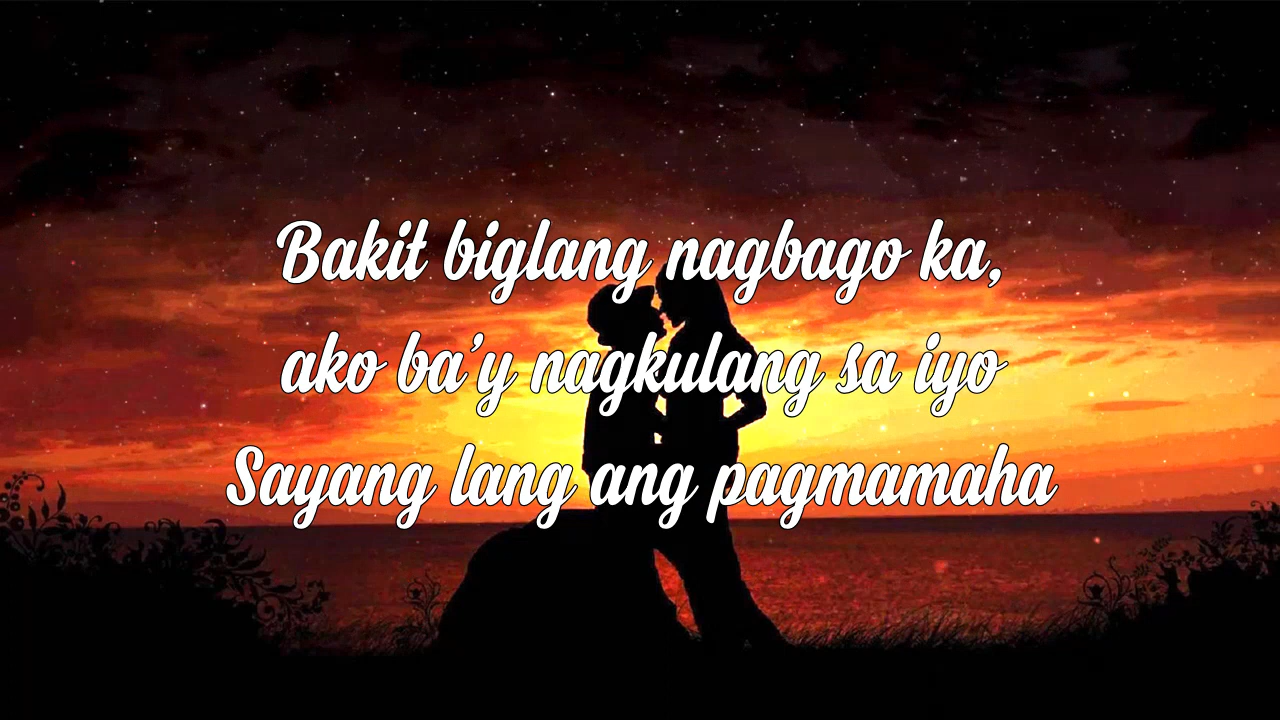 Bakit biglang nagbago ka,
ako ba’y nagkulang sa iyo
Sayang lang ang pagmamaha